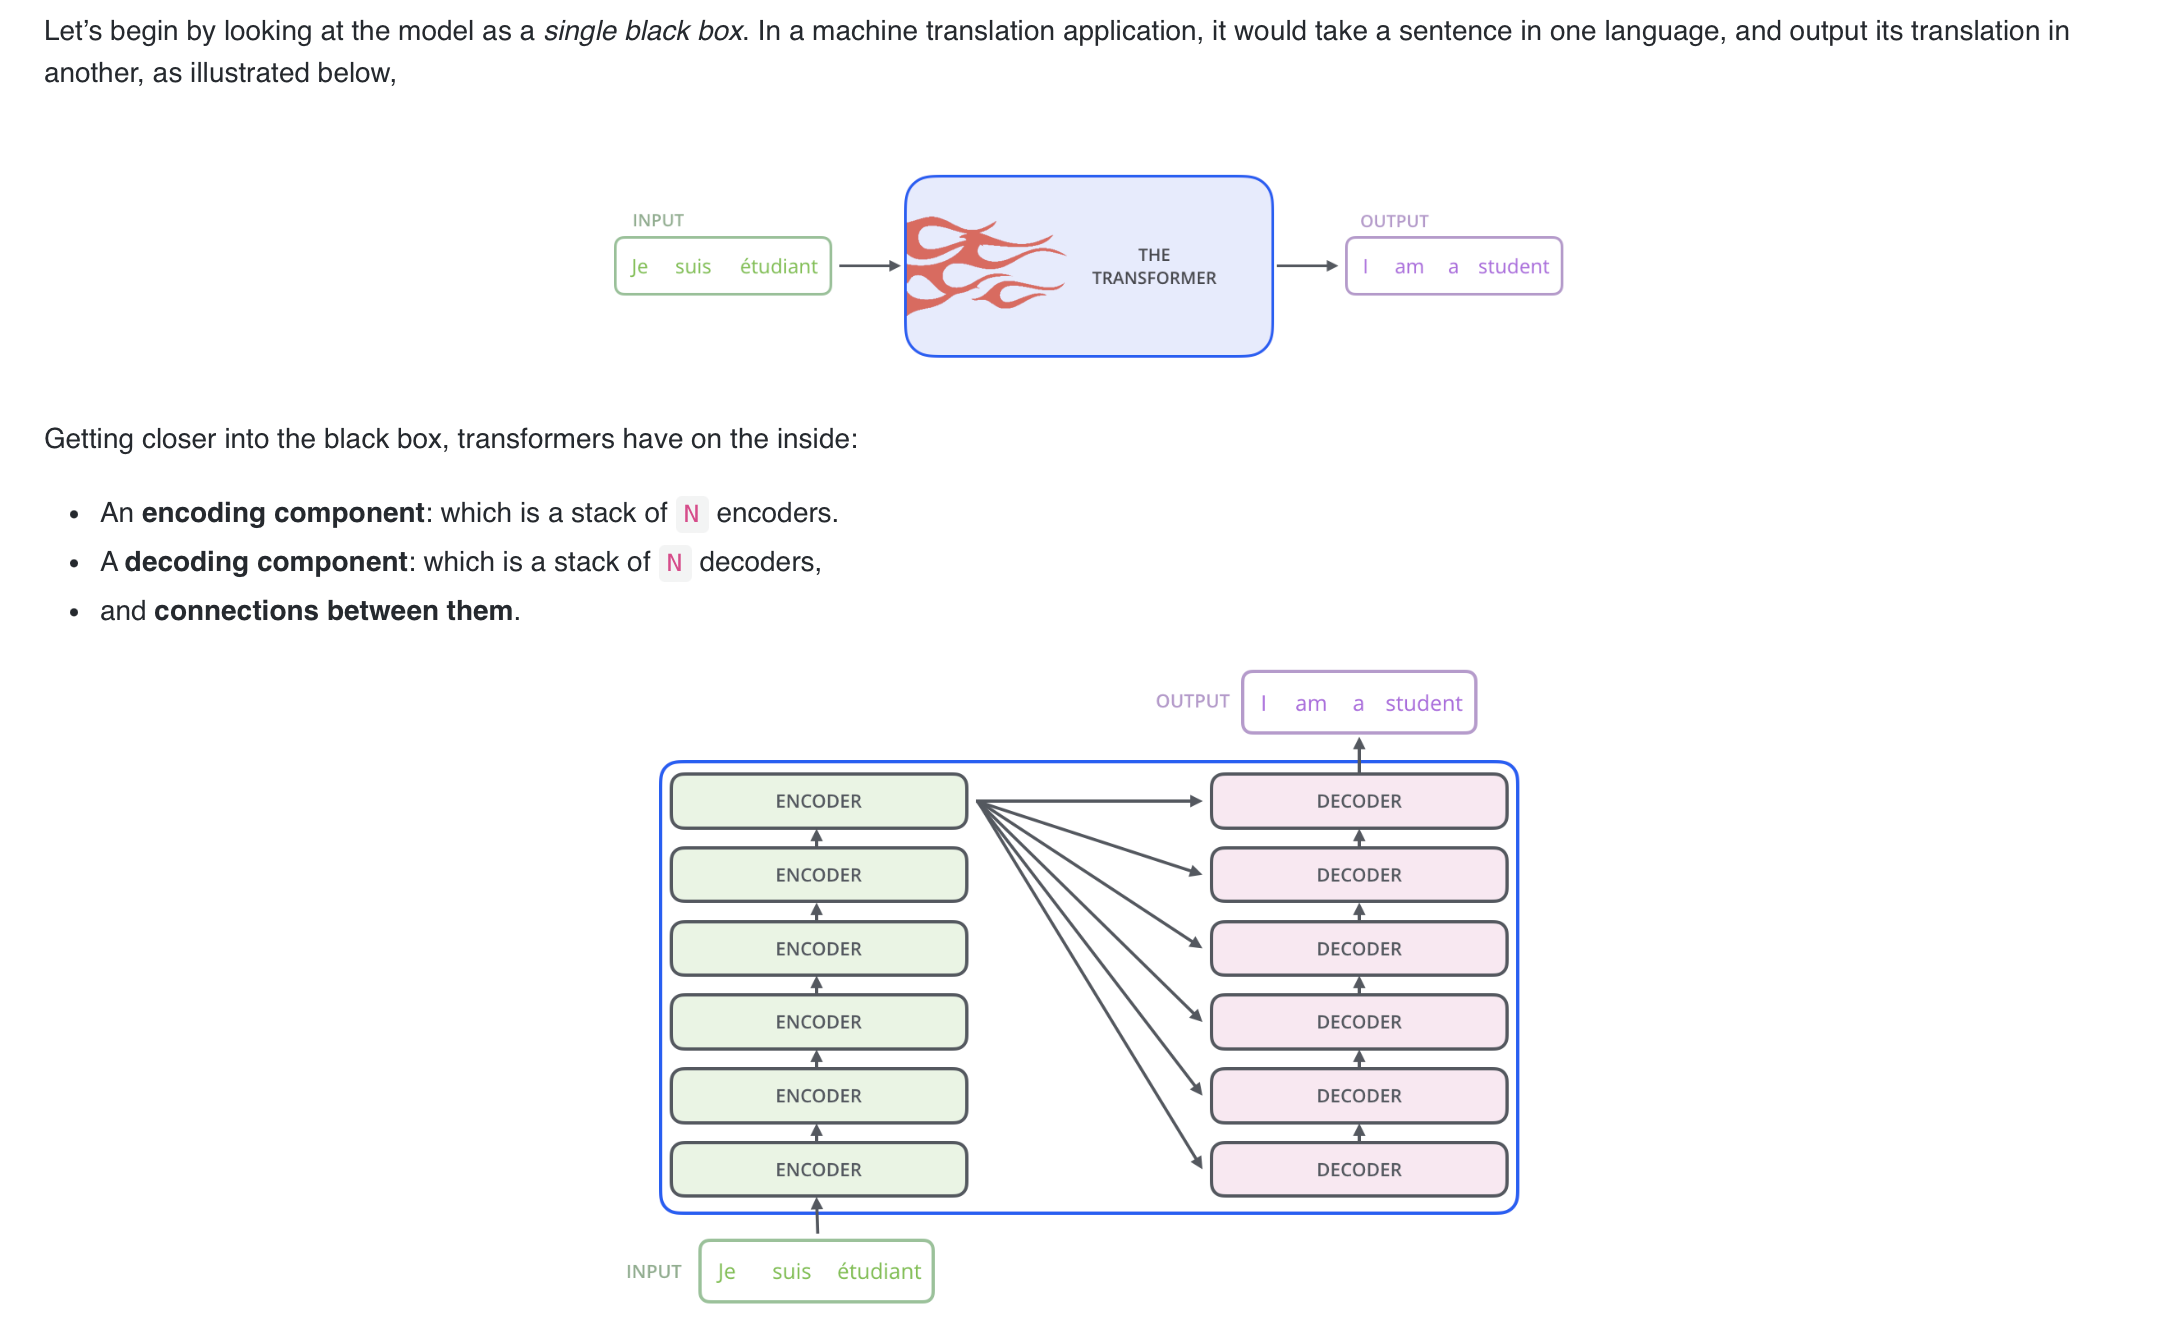 Let’s begin by looking at the model as a single black box. In a machine translation application, it would take a sentence in one language, and output its translation in
another, as illustrated below,
INPUT
Je suis étudiant
THE
TRANSFORMER
OUTPUT
I am a student
Getting closer into the black box, transformers have on the inside:
• An encoding component: which is a stack of N encoders.
• A decoding component: which is a stack of N decoders,
• and connections between them.
OUTPUT I am a student
ENCODER DECODER
ENCODER DECODER
ENCODER DECODER
ENCODER DECODER
ENCODER DECODER
ENCODER DECODER
INPUT Je suis étudiant